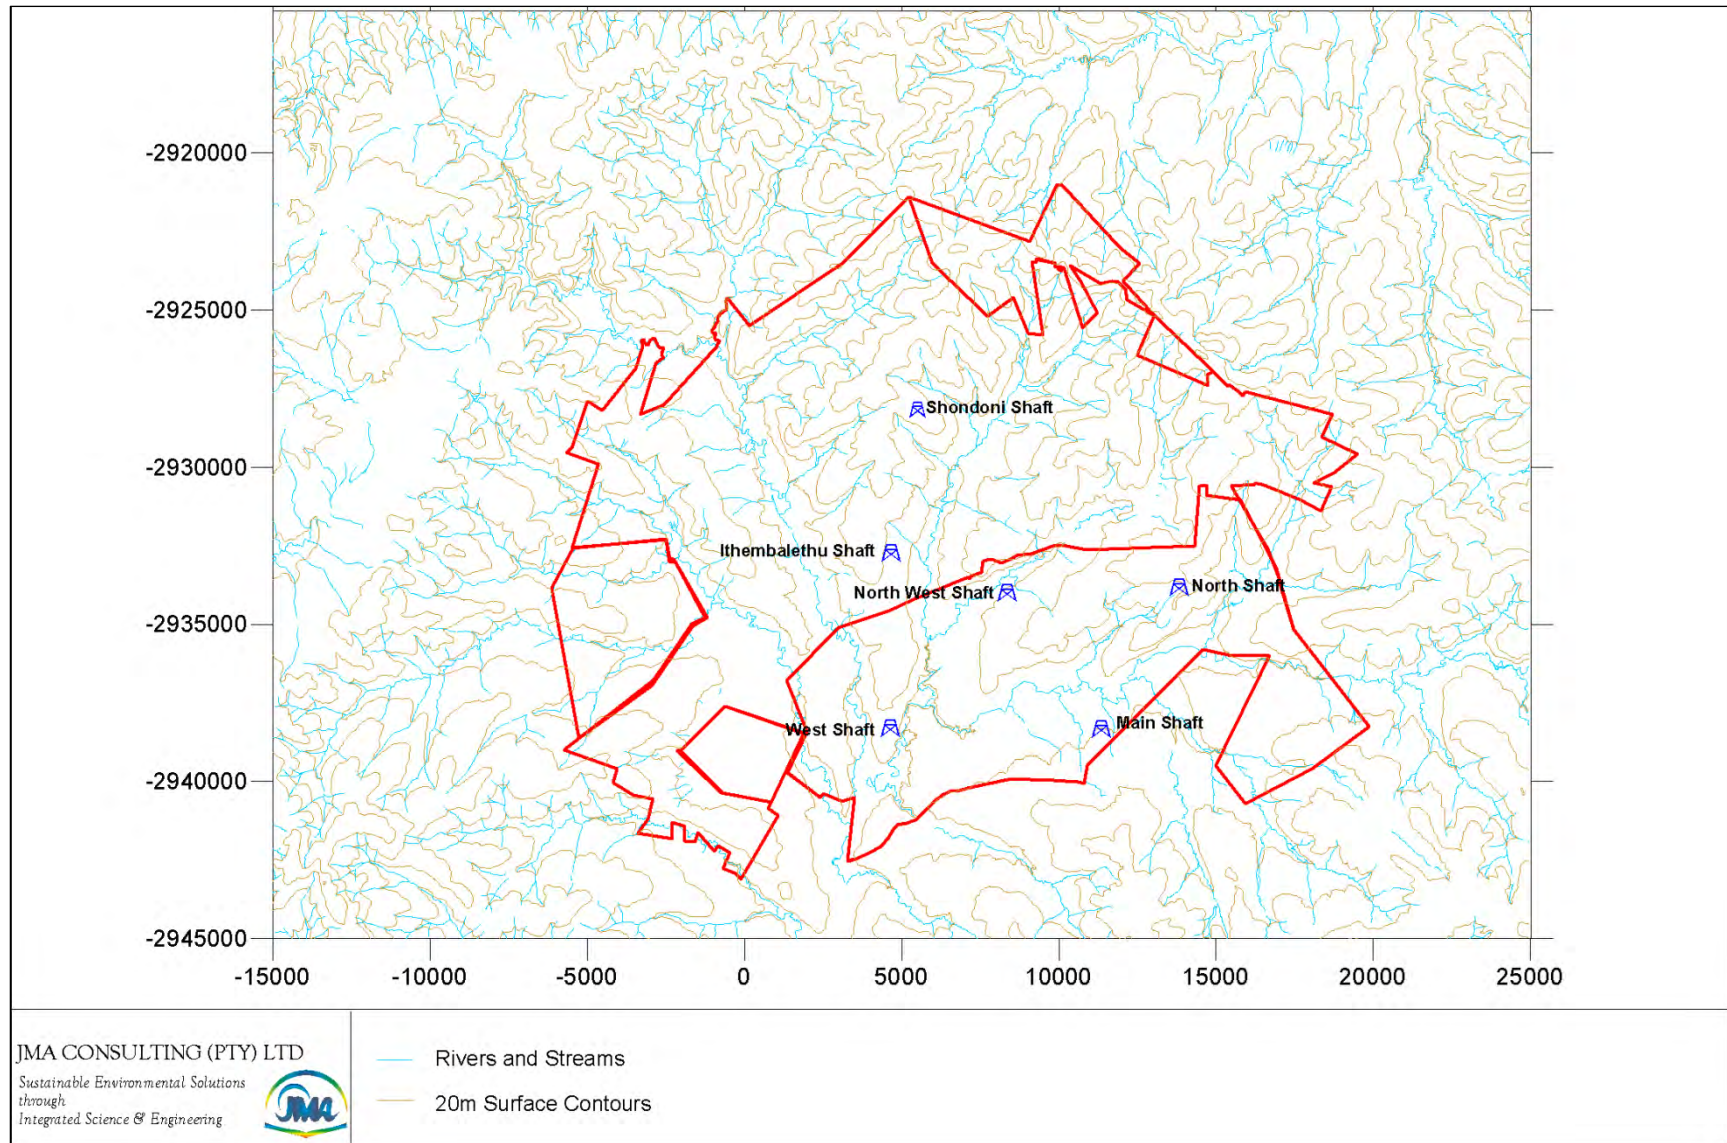 -2920000
-2925000
-2930000
-2935000
-2940000
-2945000
Shondoni Shaft
Ithembalethu Shaft
North West Shaft
North Shaft
West Shaft
Main Shaft
-15000
-10000
-5000
0
5000
10000
15000
20000
25000
JMA CONSULTING (PTY) LTD
Sustainable Environmental Solutions
through
Integrated Science & Engineering
JMA
Rivers and Streams
20m Surface Contours